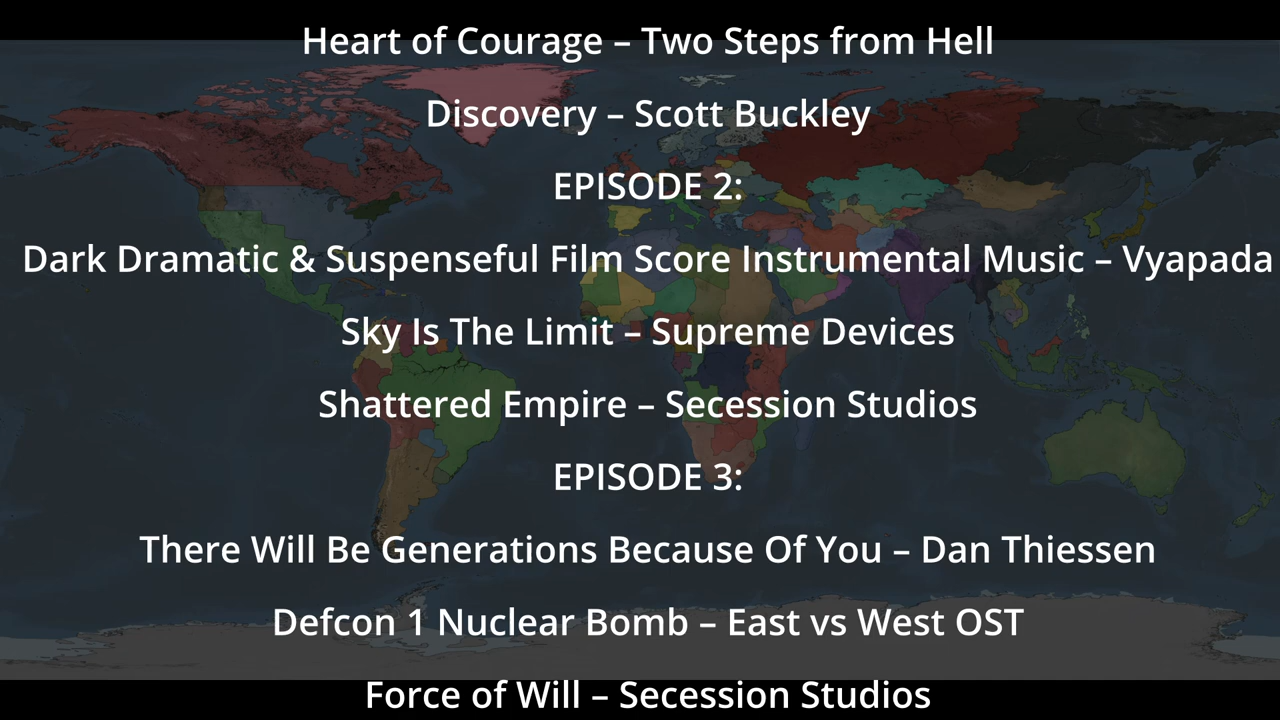 Heart of Courage – Two Steps from Hell
Discovery – Scott Buckley
EPISODE 2:
Dark Dramatic & Suspenseful Film Score Instrumental Music – Vyapada
Sky Is The Limit – Supreme Devices
Shattered Empire – Secession Studios
EPISODE 3:
There Will Be Generations Because Of You – Dan Thiessen
Defcon 1 Nuclear Bomb – East vs West OST
Force of Will – Secession Studios